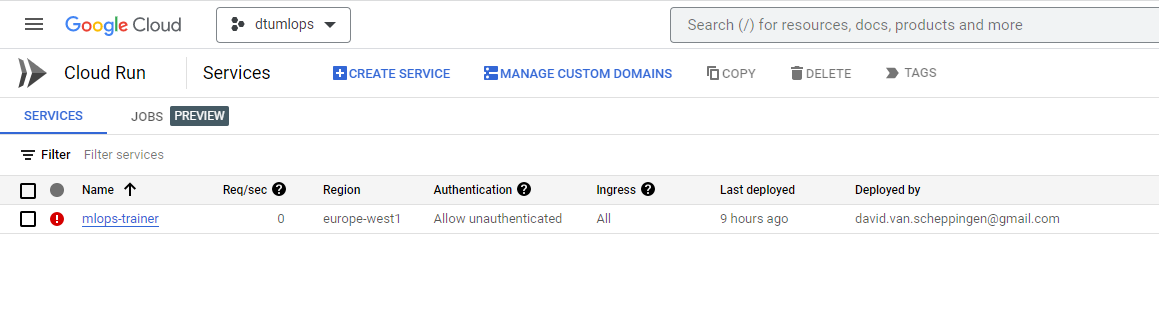 Google Cloud dtumlops Search (/) for resources, docs, products and more
Cloud Run Services CREATE SERVICE MANAGE CUSTOM DOMAINS COPY DELETE TAGS
SERVICES JOBS PREVIEW
Filter Filter services
Name Req/sec ? Region Authentication ? Ingress ? Last deployed Deployed by
! mlops-trainer 0 europe-west1 Allow unauthenticated All 9 hours ago david.van.scheppingen@gmail.com